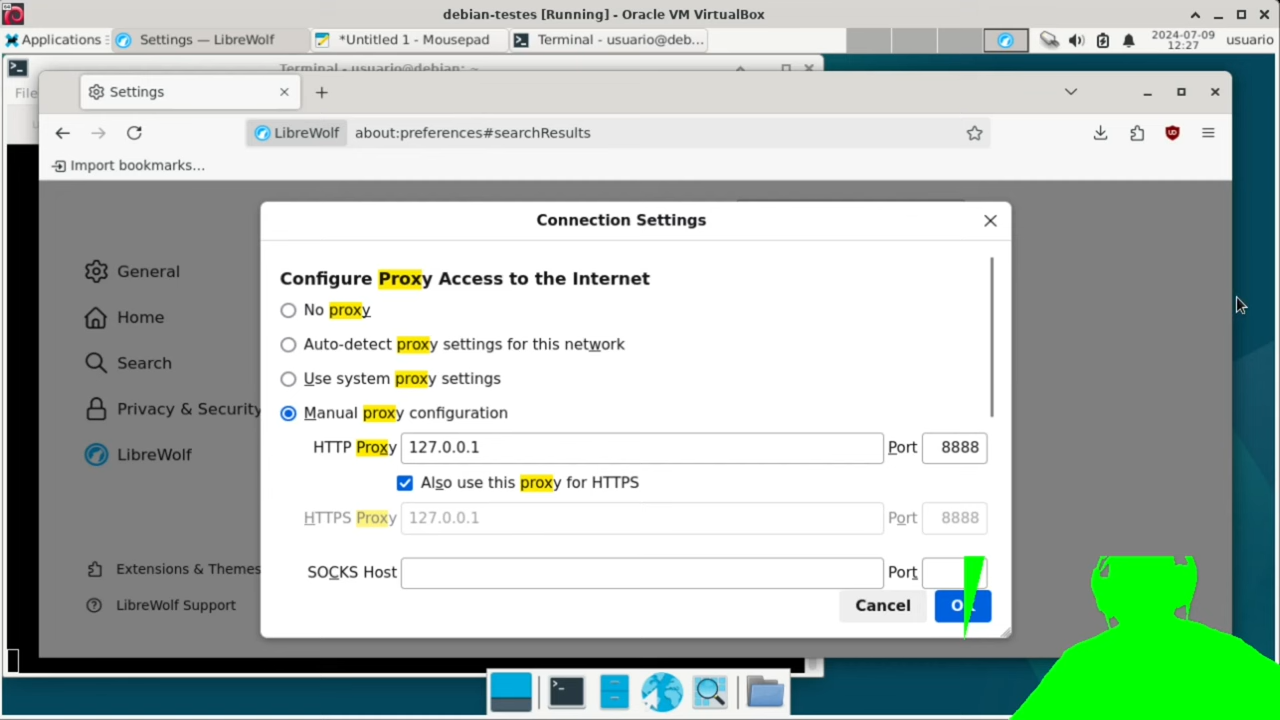 debian-testes [Running] - Oracle VM VirtualBox
Applications
Settings — LibreWolf
*Untitled 1 - Mousepad
Terminal - usuario@deb...
2024-07-09
12:27
usuario
Terminal - usuario@debian: ~
File
Settings
LibreWolf
about:preferences#searchResults
Import bookmarks...
Connection Settings
General
Home
Search
Privacy & Security
LibreWolf
Extensions & Themes
LibreWolf Support
Configure Proxy Access to the Internet
No proxy
Auto-detect proxy settings for this network
Use system proxy settings
Manual proxy configuration
HTTP Proxy 127.0.0.1 Port 8888
Also use this proxy for HTTPS
HTTPS Proxy 127.0.0.1 Port 8888
SOCKS Host Port
Cancel